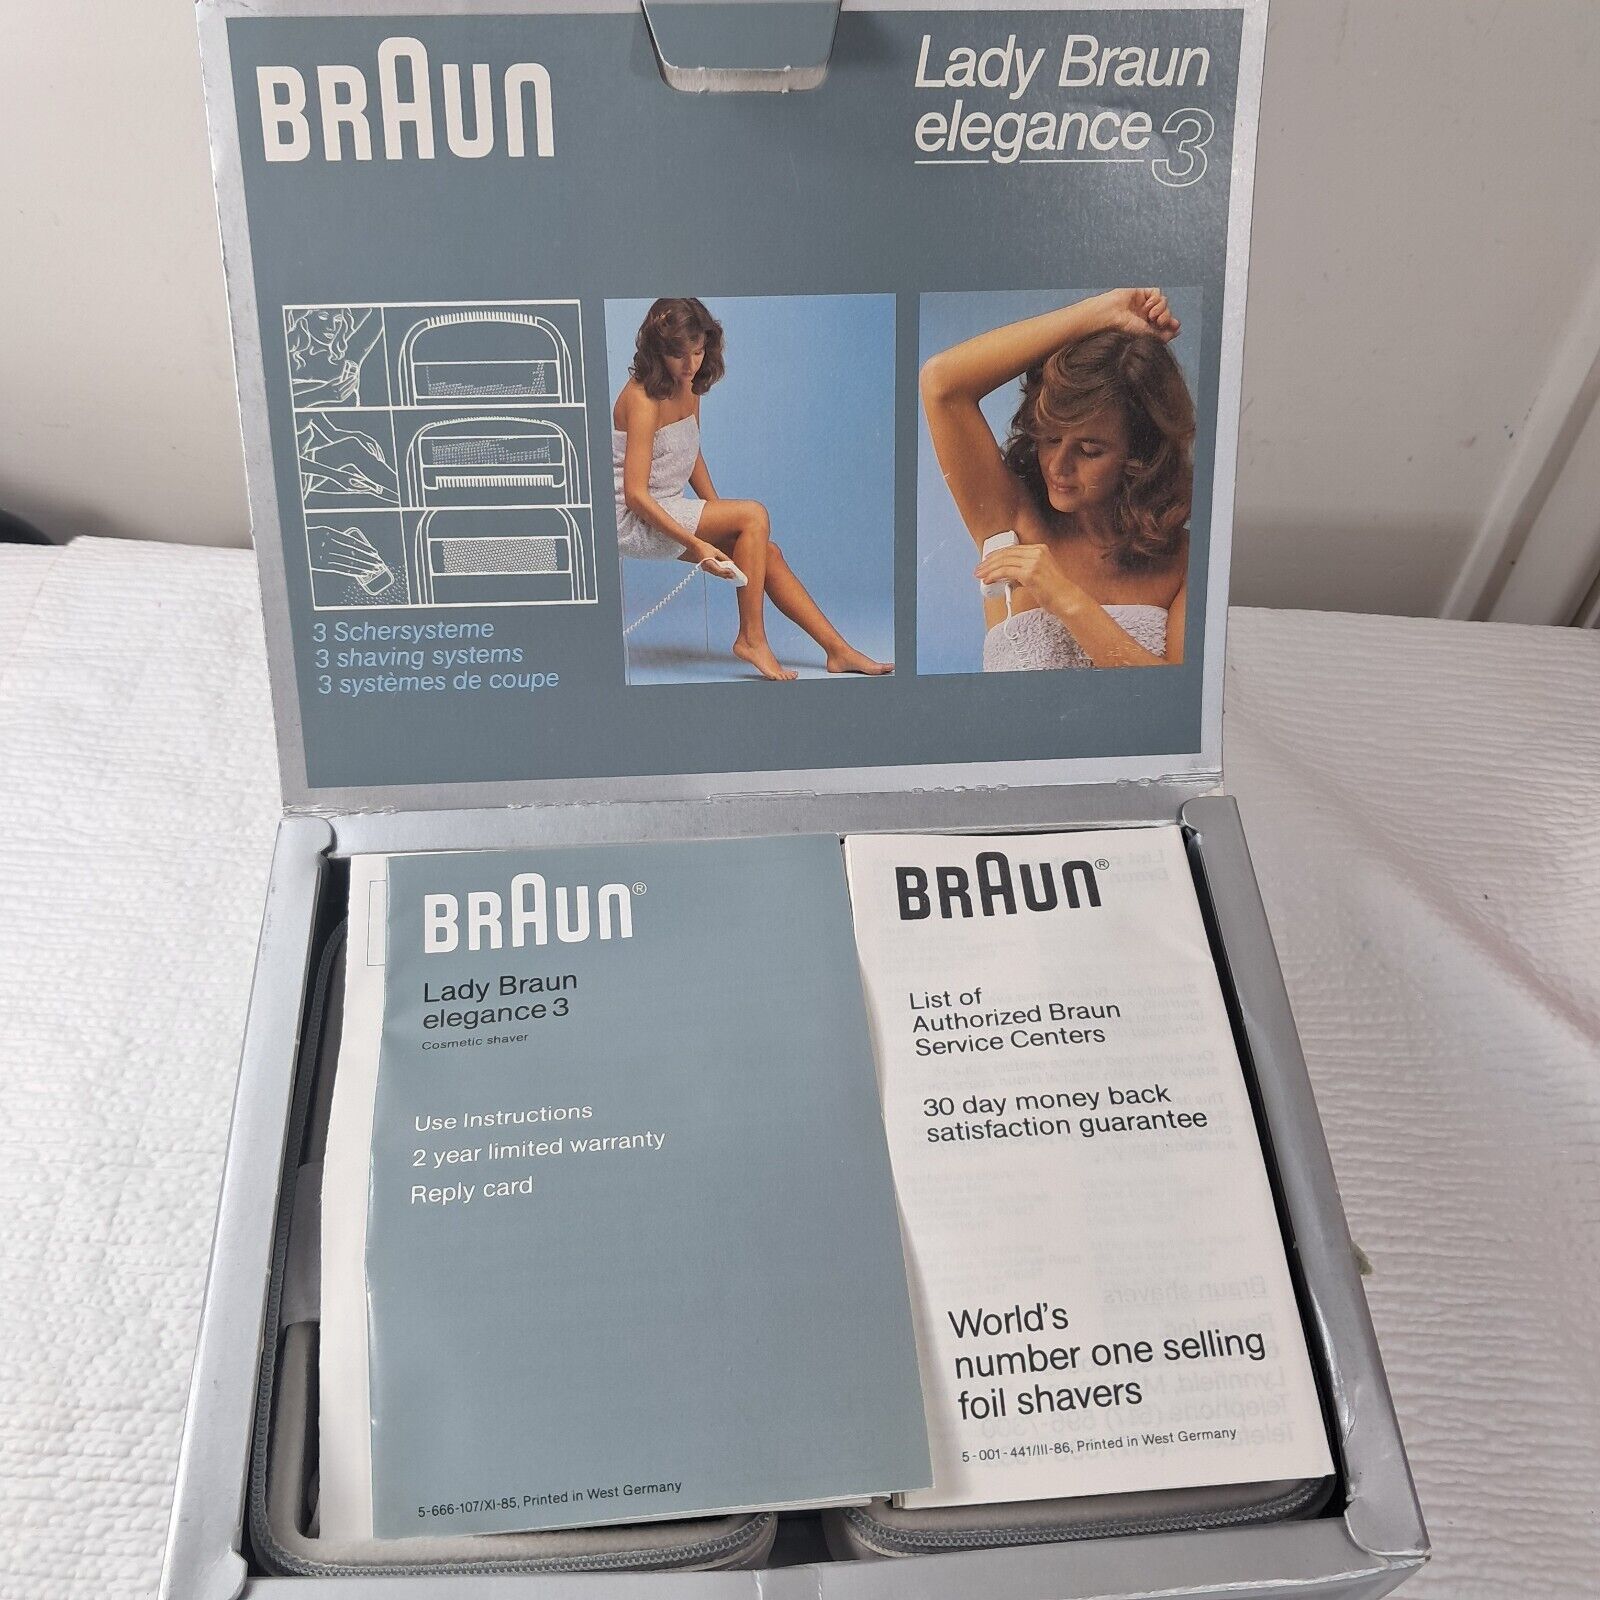 BRAUN
Lady Braun
elegance 3
3 Schersysteme
3 shaving systems
3 systèmes de coupe
BRAUN®
Lady Braun
elegance 3
Cosmetic shaver
Use Instructions
2 year limited warranty
Reply card
5-666-107/XI-85, Printed in West Germany
BRAUN®
List of
Authorized Braun
Service Centers
30 day money back
satisfaction guarantee
World's
number one selling
foil shavers
5-001-441/III-86, Printed in West Germany